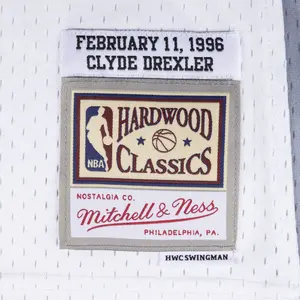 FEBRUARY 11, 1996
CLYDE DREXLER
HARDWOOD
NBA
CLASSICS
NOSTALGIA CO.
Mitchell & Ness
PHILADELPHIA, PA.
HWCSWINGMAN